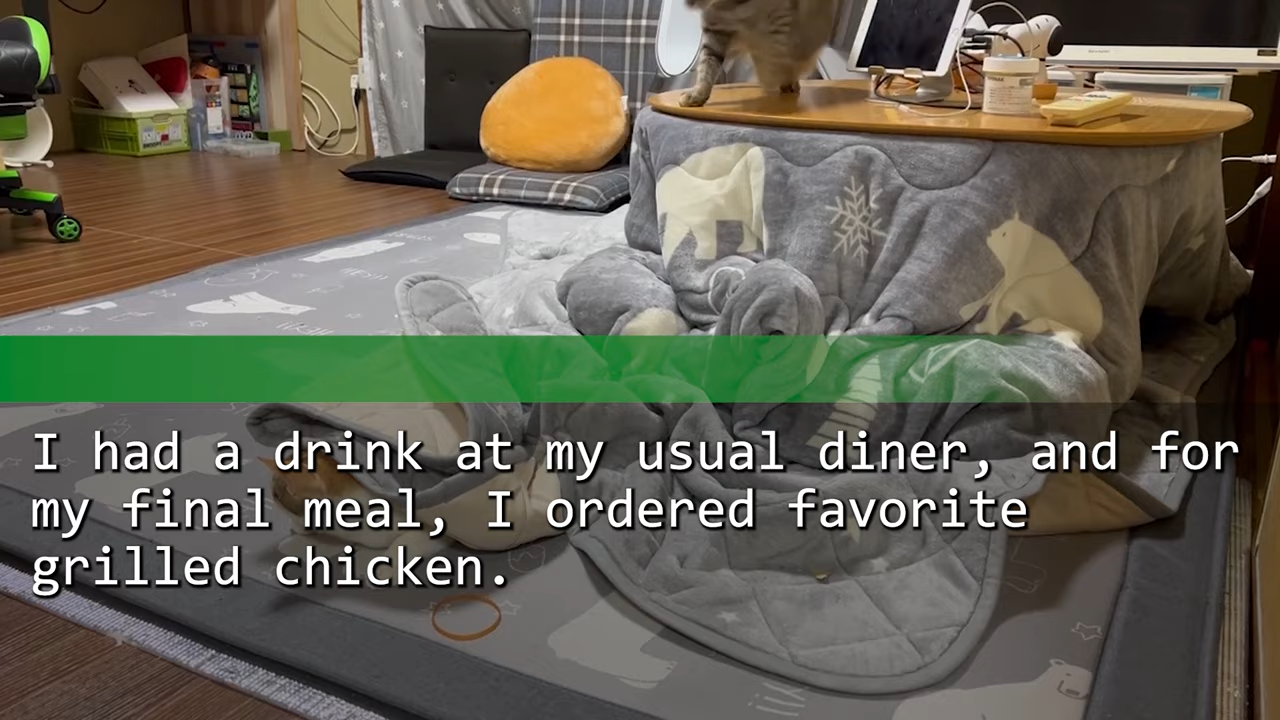 I had a drink at my usual diner, and for
my final meal, I ordered favorite
grilled chicken.